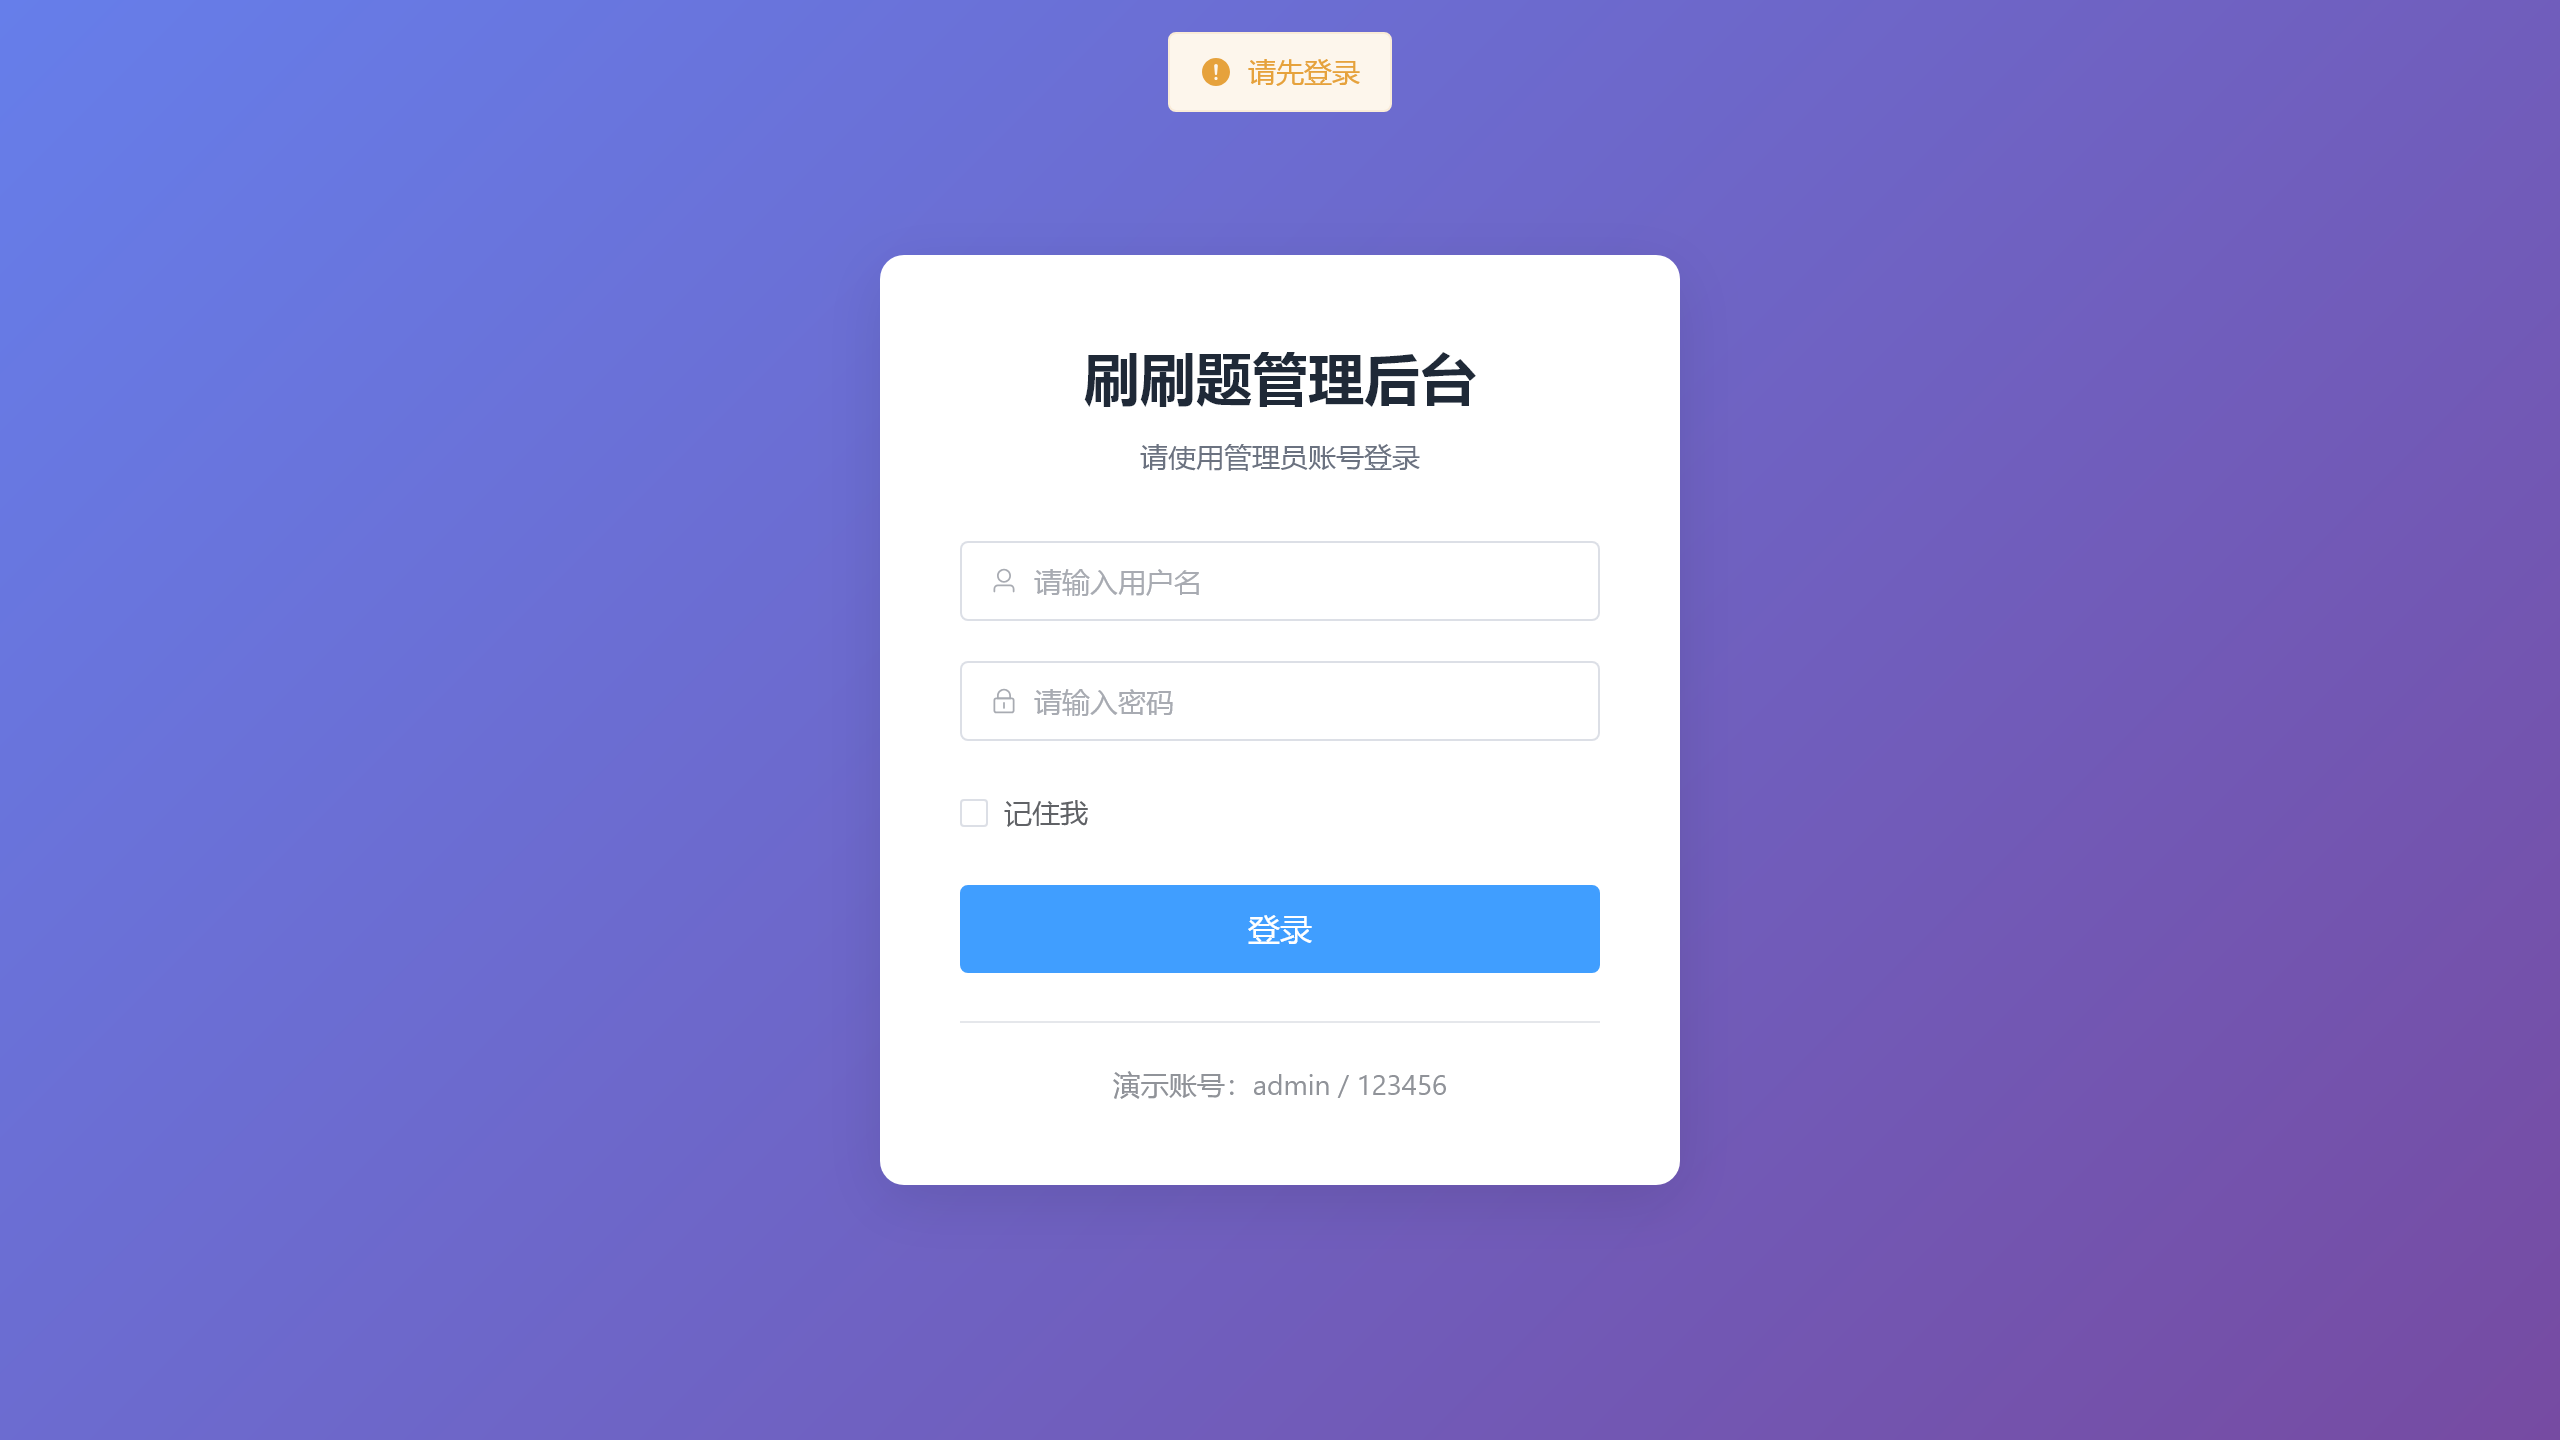 请先登录
刷刷题管理后台
请使用管理员账号登录
请输入用户名
请输入密码
记住我
登录
演示账号：admin / 123456